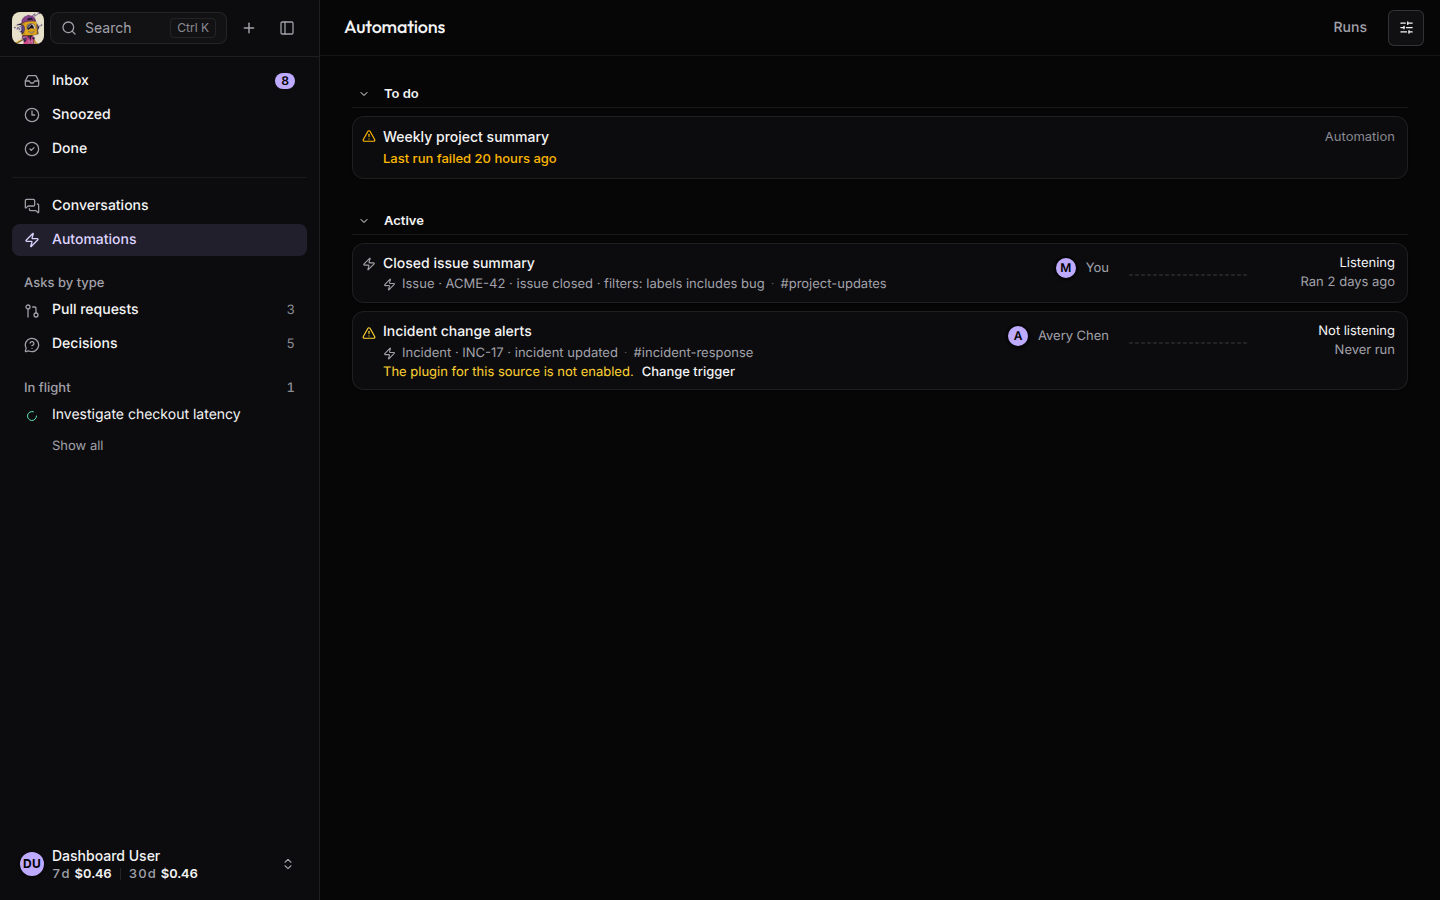 Search Ctrl K
Inbox 8
Snoozed
Done
Conversations
Automations
Asks by type
Pull requests 3
Decisions 5
In flight 1
Investigate checkout latency
Show all
DU Dashboard User
7d $0.46 30d $0.46
Automations Runs
To do
Weekly project summary Automation
Last run failed 20 hours ago
Active
Closed issue summary M You Listening
Issue · ACME-42 · issue closed · filters: labels includes bug · #project-updates Ran 2 days ago
Incident change alerts A Avery Chen Not listening
Incident · INC-17 · incident updated · #incident-response Never run
The plugin for this source is not enabled. Change trigger